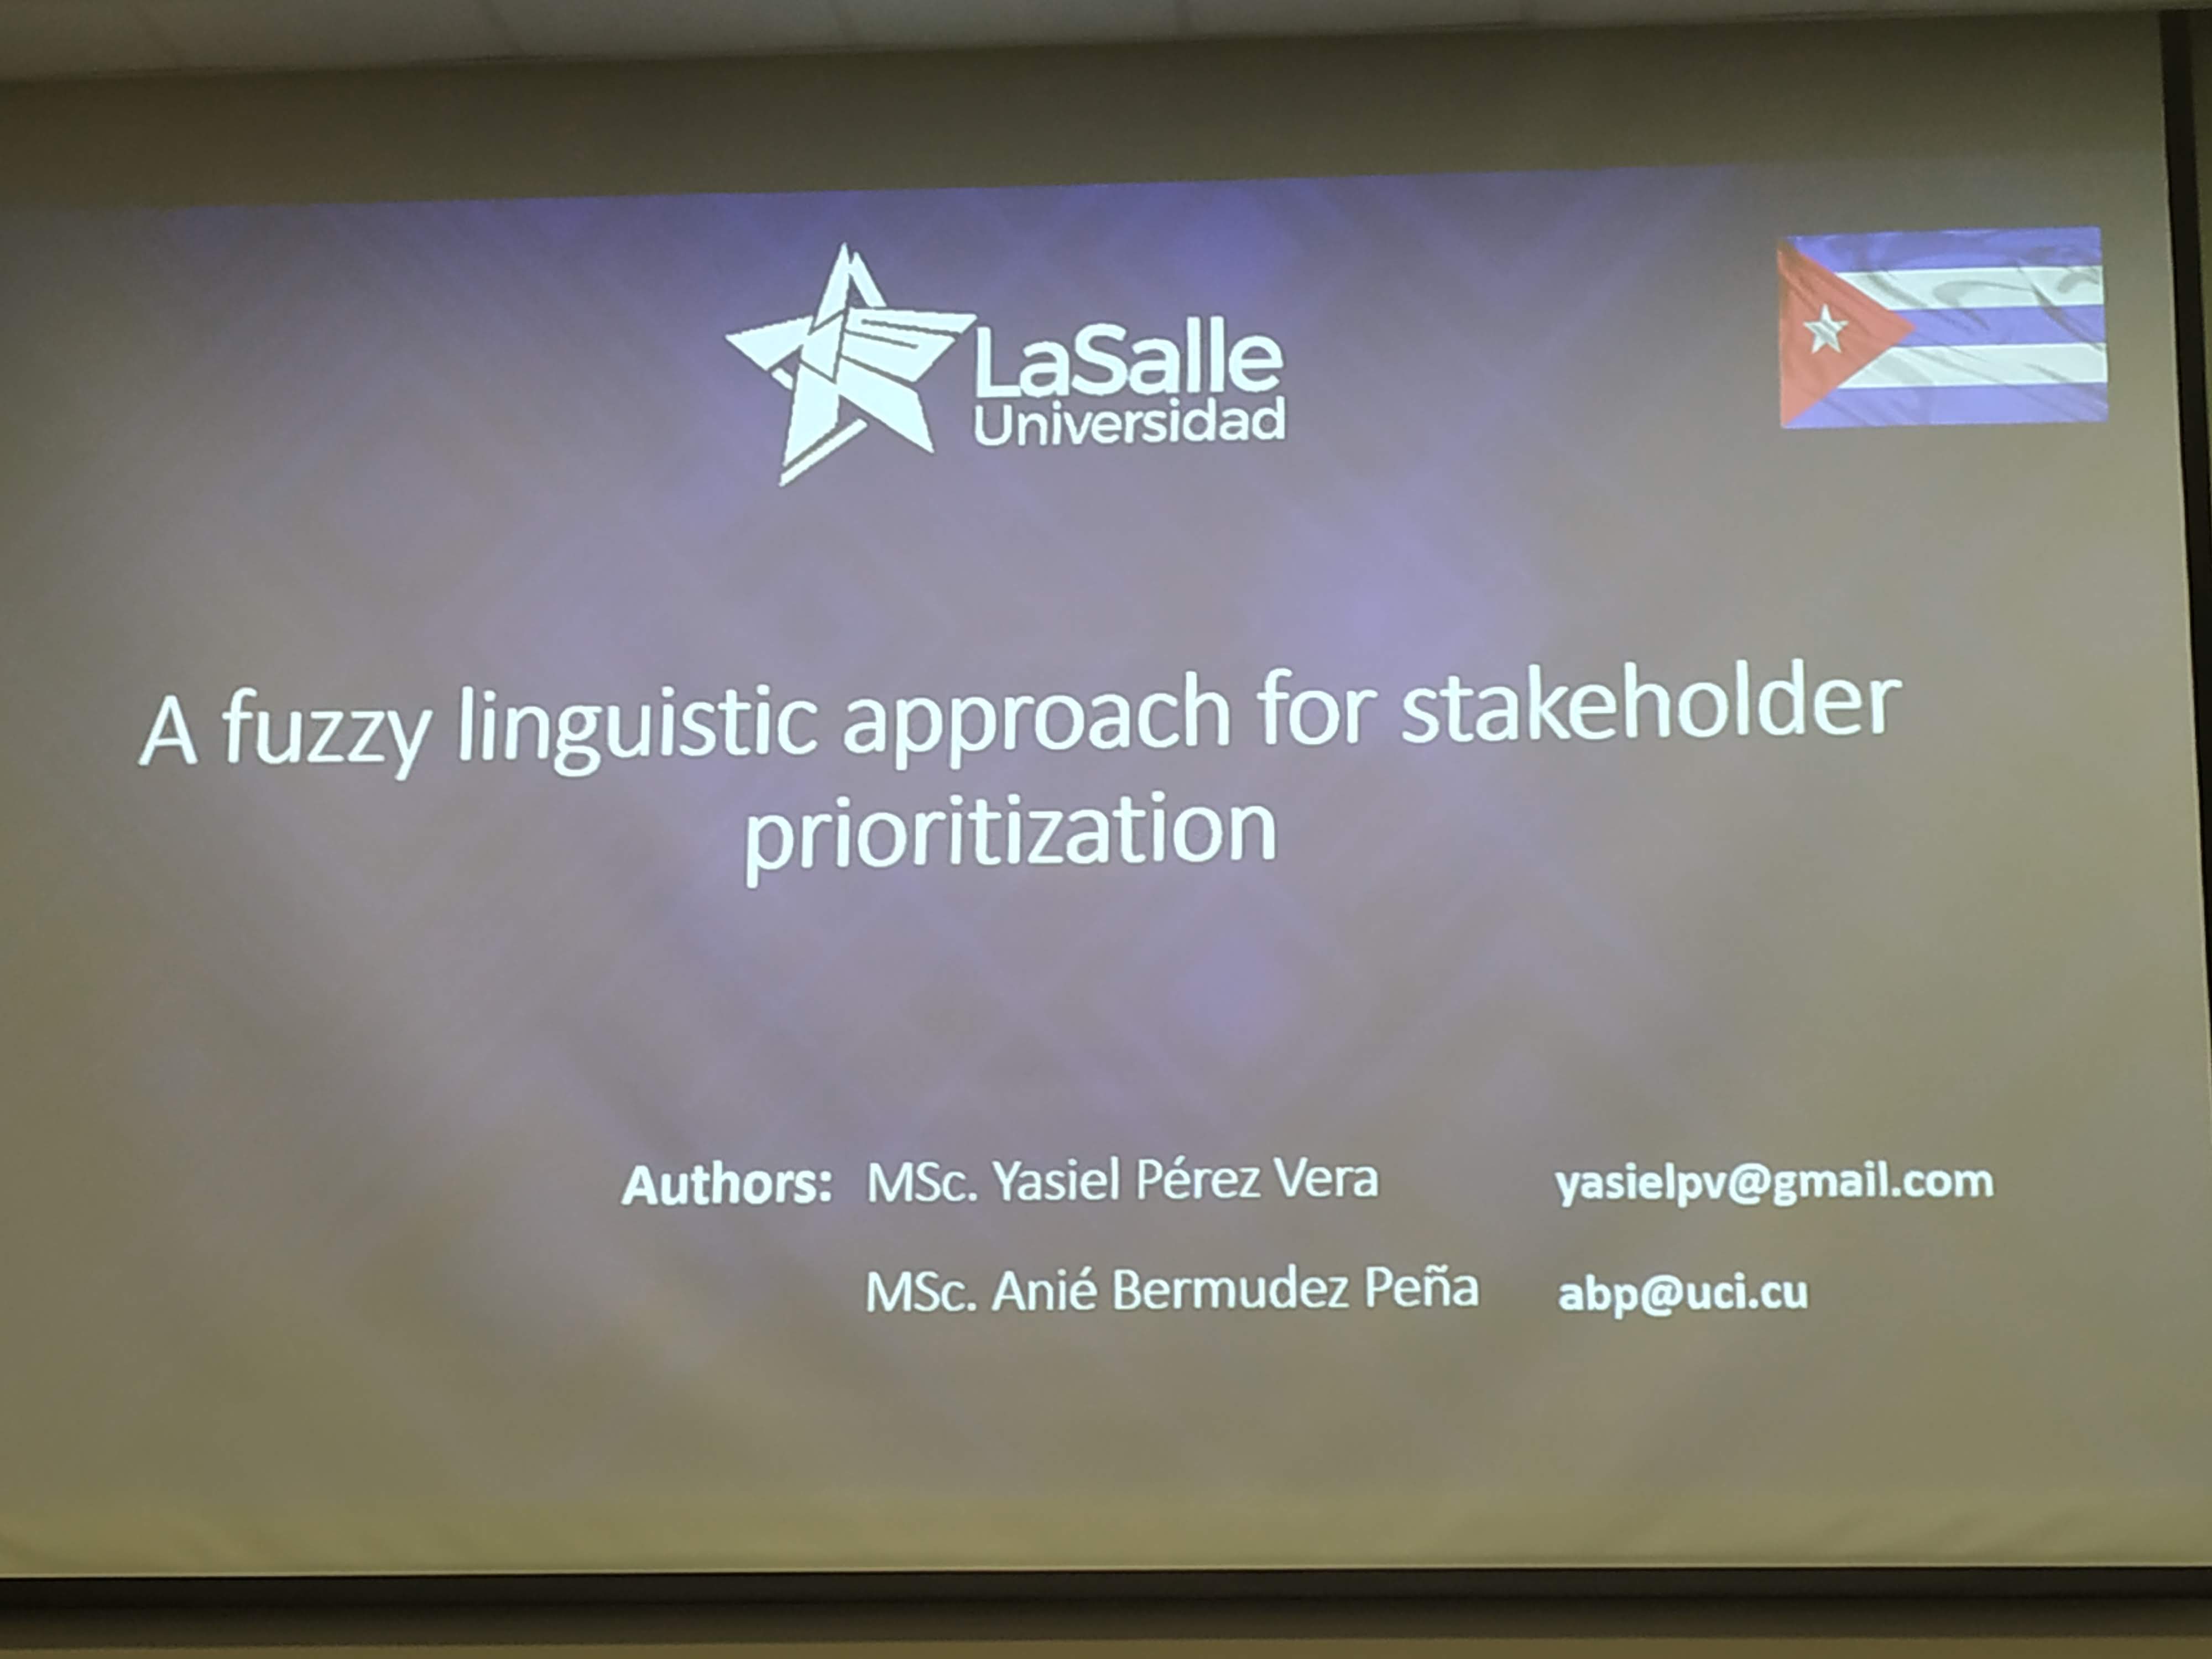 LaSalle
Universidad
A fuzzy linguistic approach for stakeholder
prioritization
Authors: MSc. Yasiel Pérez Vera yasielpv@gmail.com
MSc. Anié Bermudez Peña abp@uci.cu